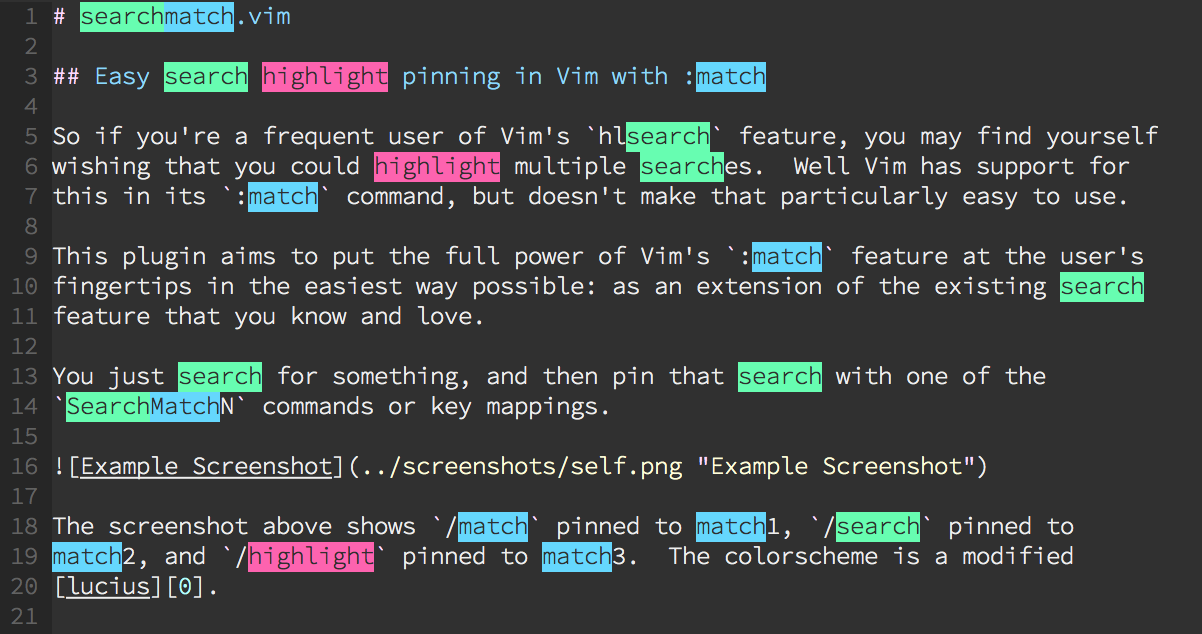 1 # searchmatch.vim
2
3 ## Easy search highlight pinning in Vim with :match
4
5 So if you're a frequent user of Vim's `hlsearch` feature, you may find yourself
6 wishing that you could highlight multiple searches.  Well Vim has support for
7 this in its `:match` command, but doesn't make that particularly easy to use.
8
9 This plugin aims to put the full power of Vim's `:match` feature at the user's
10 fingertips in the easiest way possible: as an extension of the existing search
11 feature that you know and love.
12
13 You just search for something, and then pin that search with one of the
14 `SearchMatchN` commands or key mappings.
15
16 ![Example Screenshot](../screenshots/self.png "Example Screenshot")
17
18 The screenshot above shows `/match` pinned to match1, `/search` pinned to
19 match2, and `/highlight` pinned to match3.  The colorscheme is a modified
20 [lucius][0].
21